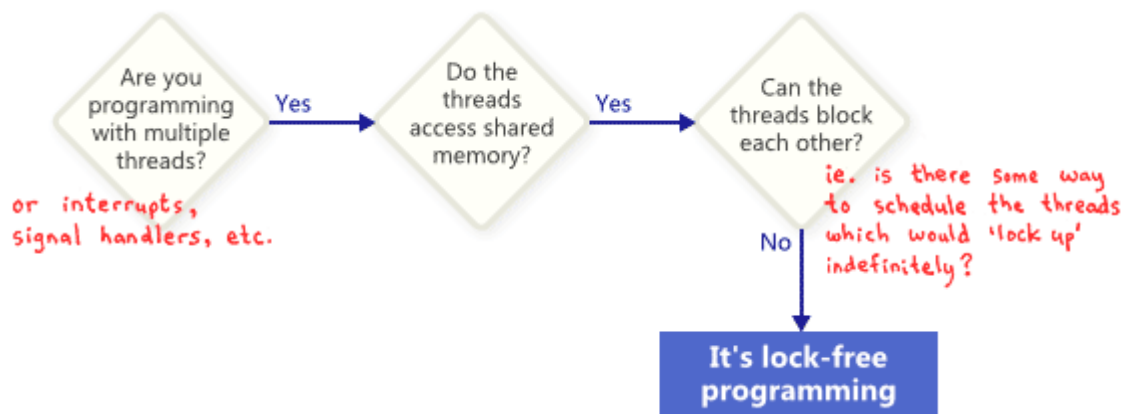 Are you
programming
with multiple
threads?
or interrupts,
signal handlers, etc.
Yes
Do the
threads
access shared
memory?
Yes
Can the
threads block
each other?
ie. is there some way
to schedule the threads
which would 'lock up'
indefinitely?
No
It's lock-free
programming